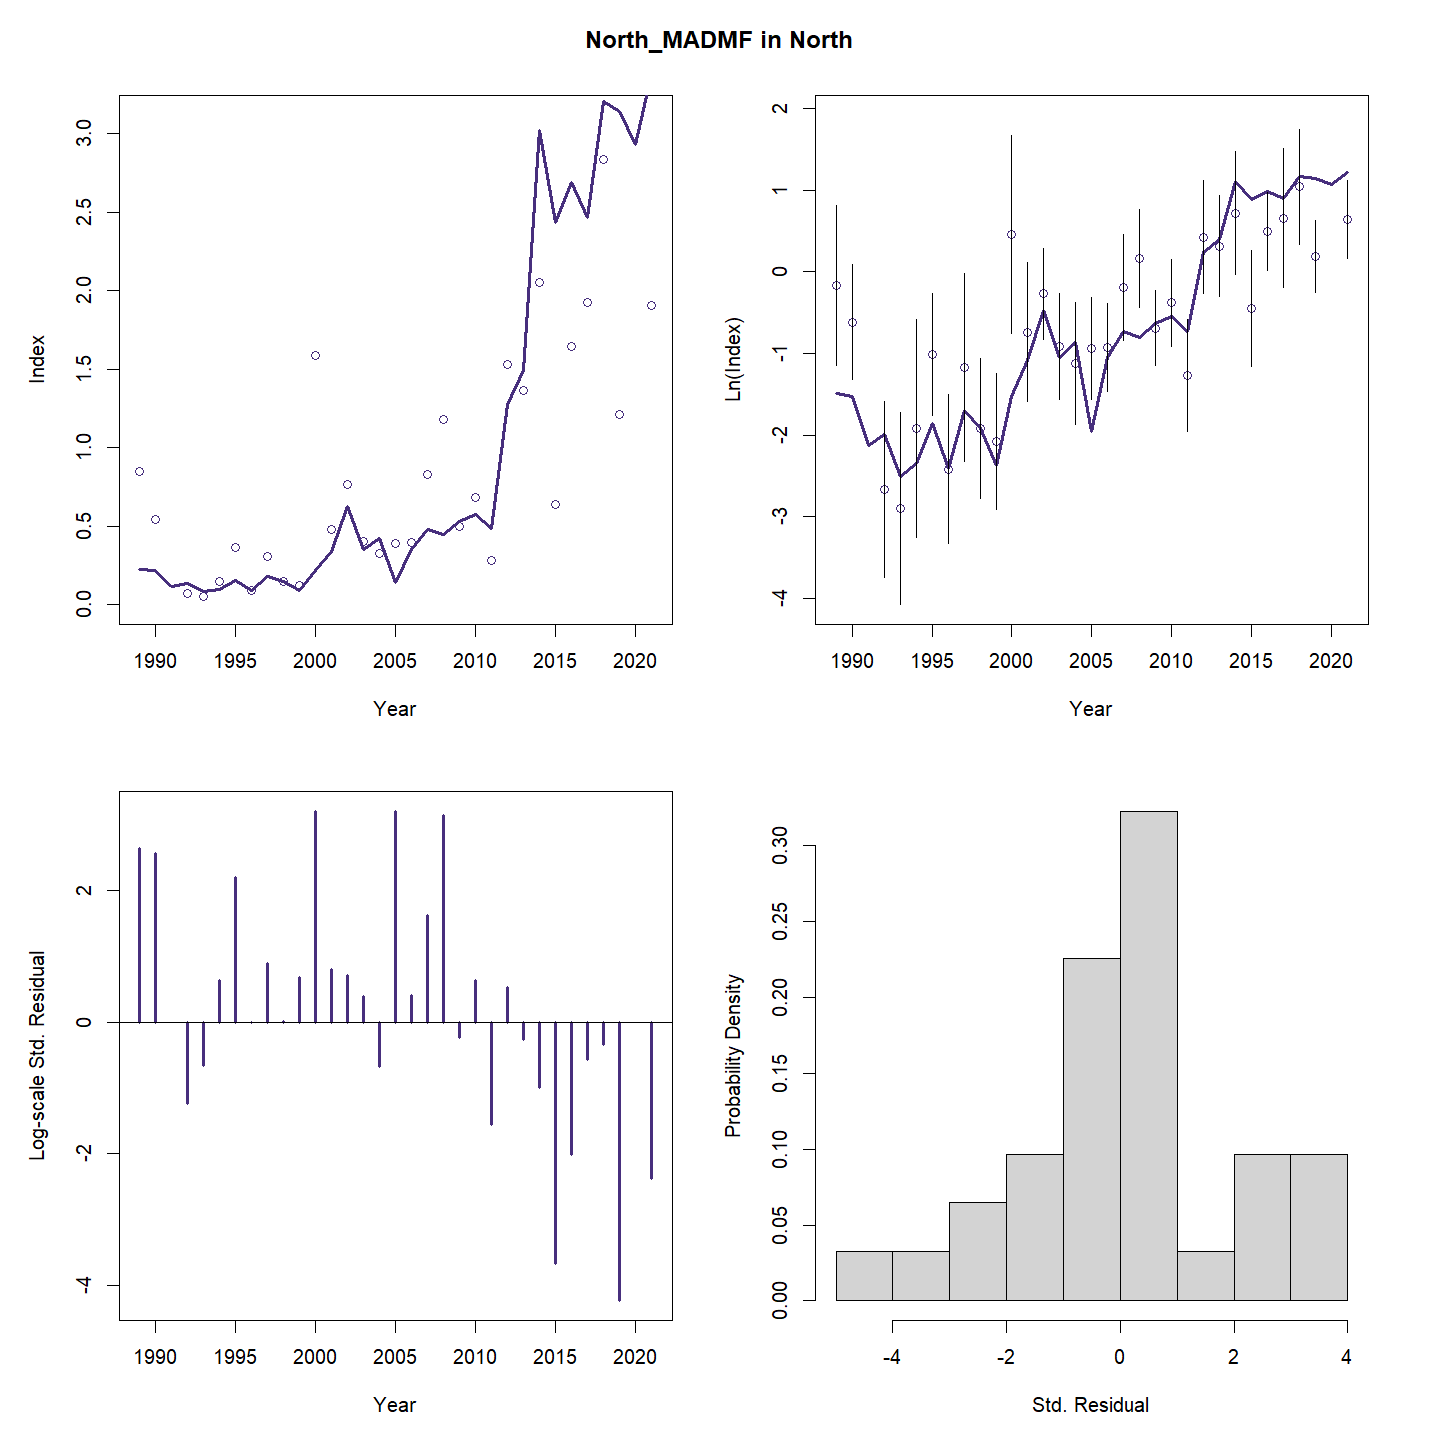 North_MADMF in North
Index
0.0 0.5 1.0 1.5 2.0 2.5 3.0
1990 1995 2000 2005 2010 2015 2020
Year
Ln(Index)
-4 -3 -2 -1 0 1 2
1990 1995 2000 2005 2010 2015 2020
Year
Log-scale Std. Residual
-4 -2 0 2
1990 1995 2000 2005 2010 2015 2020
Year
Probability Density
0.00 0.05 0.10 0.15 0.20 0.25 0.30
-4 -2 0 2 4
Std. Residual